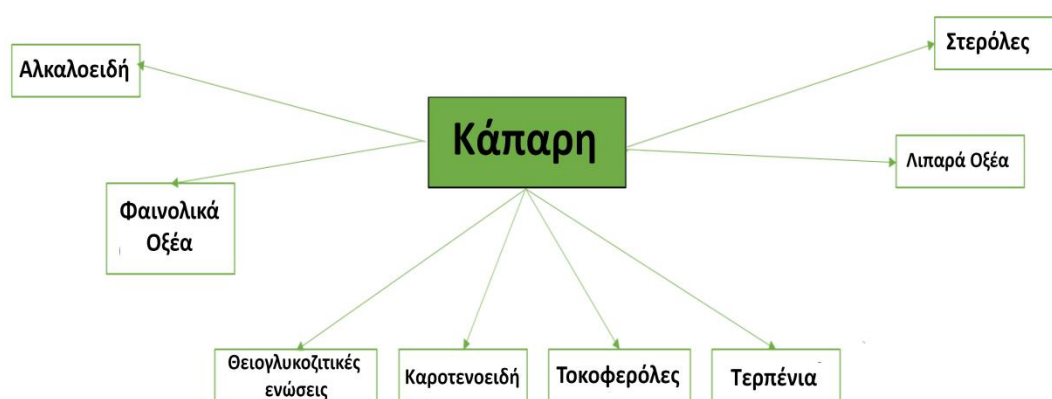 Στερόλες
Αλκαλοειδή
Κάπαρη
Λιπαρά Οξέα
Φαινολικά
Οξέα
Θειογλυκοζιτικές
ενώσεις
Καροτενοειδή
Τοκοφερόλες
Τερπένια